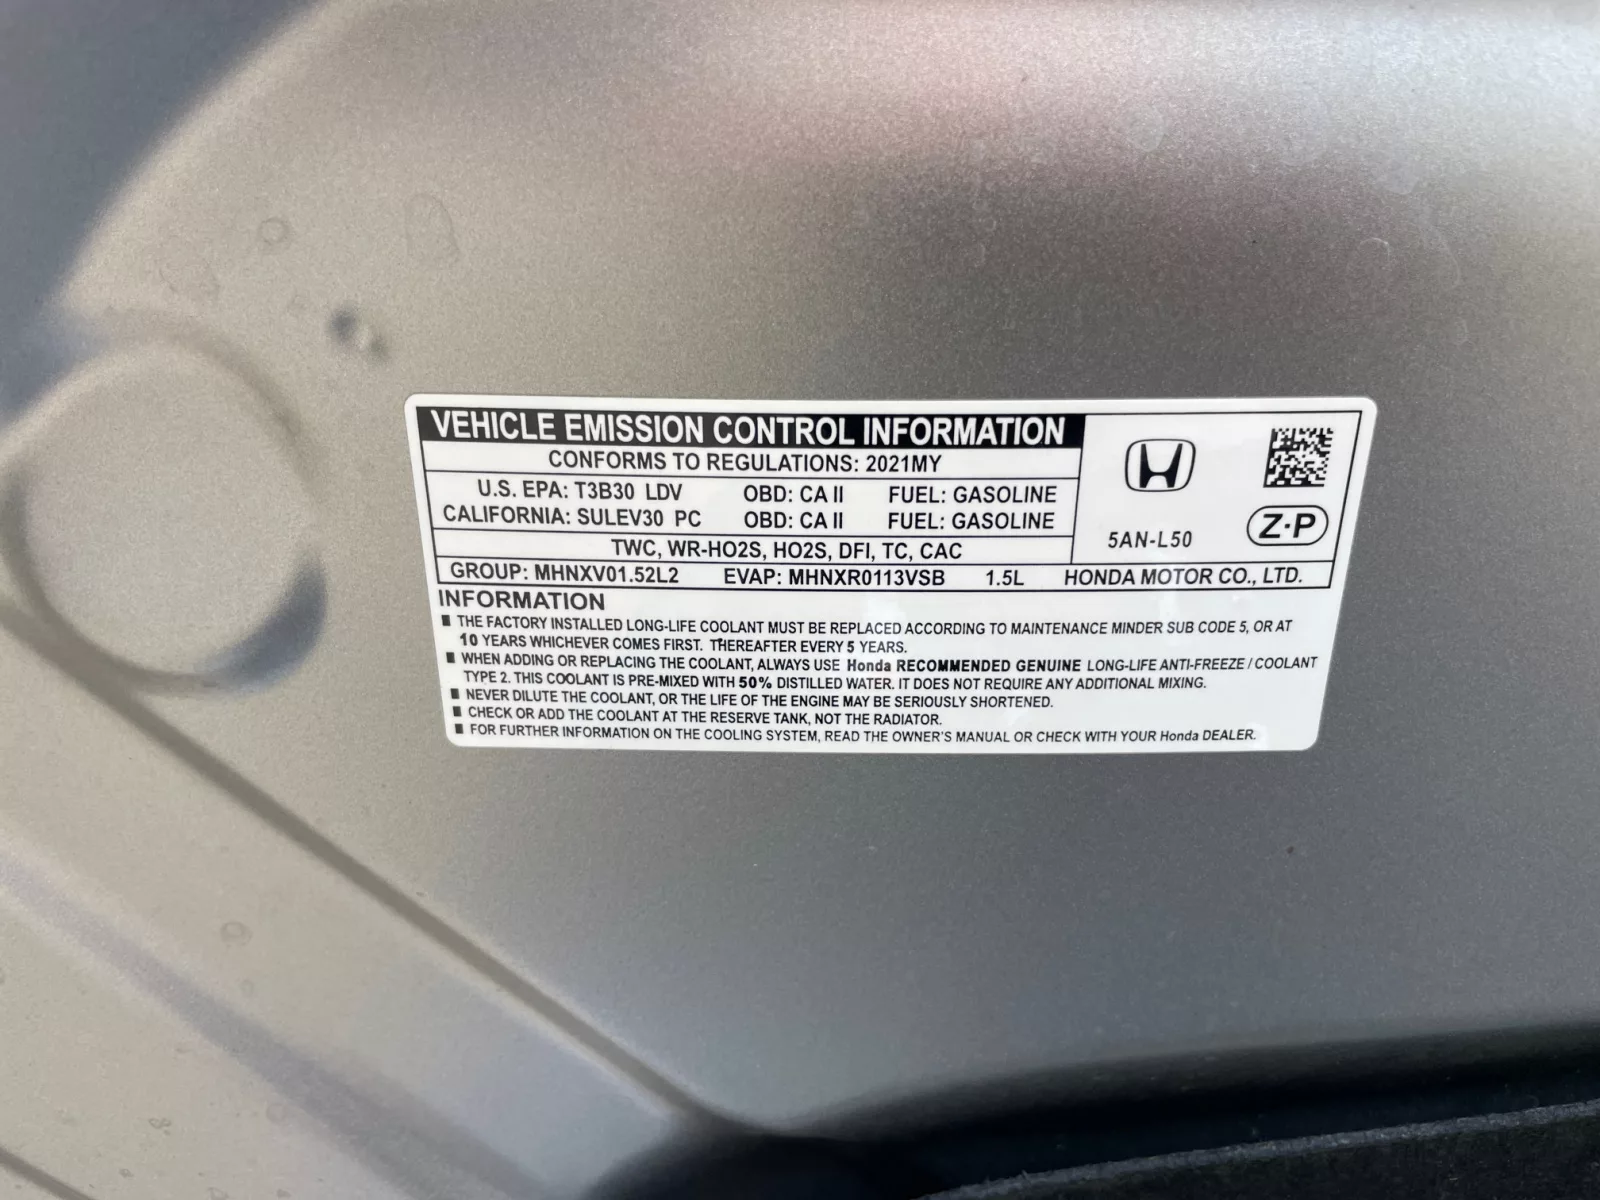 VEHICLE EMISSION CONTROL INFORMATION
CONFORMS TO REGULATIONS: 2021MY
U.S. EPA: T3B30 LDV OBD: CA II FUEL: GASOLINE
CALIFORNIA: SULEV30 PC OBD: CA II FUEL: GASOLINE
5AN-L50
Z·P
TWC, WR-HO2S, HO2S, DFI, TC, CAC
GROUP: MHNXV01.52L2 EVAP: MHNXR0113VSB 1.5L HONDA MOTOR CO., LTD.
INFORMATION
■ THE FACTORY INSTALLED LONG-LIFE COOLANT MUST BE REPLACED ACCORDING TO MAINTENANCE MINDER SUB CODE 5, OR AT
10 YEARS WHICHEVER COMES FIRST. THEREAFTER EVERY 5 YEARS.
■ WHEN ADDING OR REPLACING THE COOLANT, ALWAYS USE Honda RECOMMENDED GENUINE LONG-LIFE ANTI-FREEZE / COOLANT
TYPE 2. THIS COOLANT IS PRE-MIXED WITH 50% DISTILLED WATER. IT DOES NOT REQUIRE ANY ADDITIONAL MIXING.
■ NEVER DILUTE THE COOLANT, OR THE LIFE OF THE ENGINE MAY BE SERIOUSLY SHORTENED.
■ CHECK OR ADD THE COOLANT AT THE RESERVE TANK, NOT THE RADIATOR.
■ FOR FURTHER INFORMATION ON THE COOLING SYSTEM, READ THE OWNER'S MANUAL OR CHECK WITH YOUR Honda DEALER.